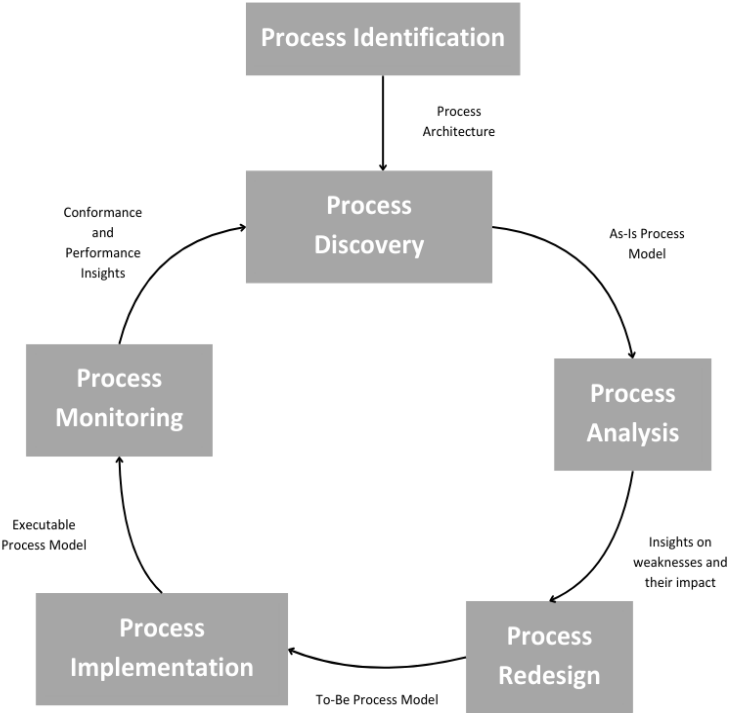 Process Identification
Process
Architecture
Process
Discovery
Conformance
and
Performance
Insights
As-Is Process
Model
Process
Monitoring
Process
Analysis
Executable
Process Model
Insights on
weaknesses and
their impact
Process
Implementation
Process
Redesign
To-Be Process Model